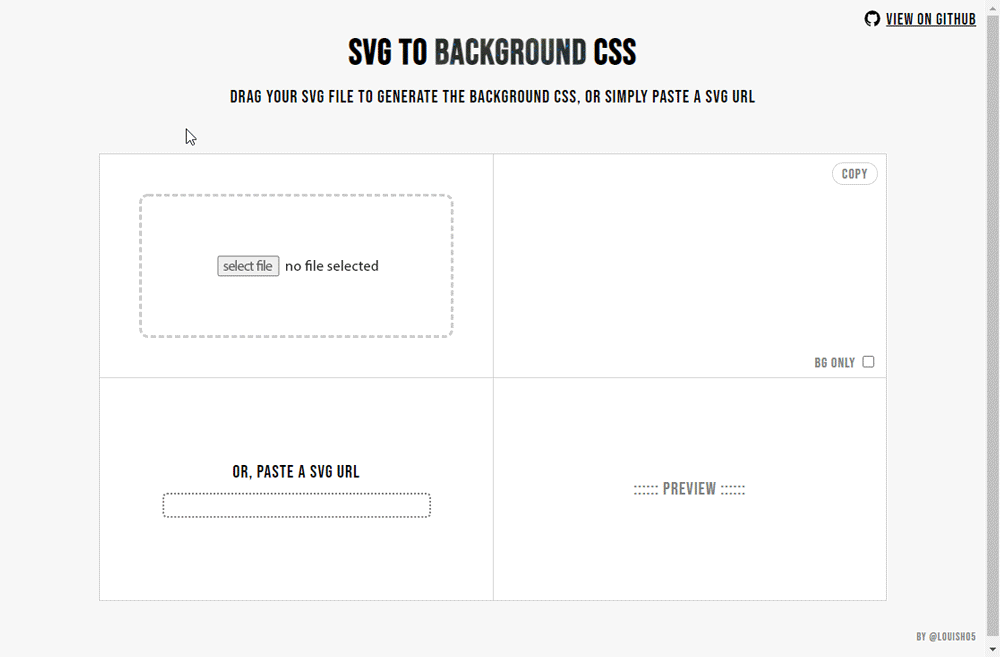 VIEW ON GITHUB
SVG TO BACKGROUND CSS
DRAG YOUR SVG FILE TO GENERATE THE BACKGROUND CSS, OR SIMPLY PASTE A SVG URL
COPY
select file no file selected
BG ONLY
OR, PASTE A SVG URL
:::::: PREVIEW ::::::
BY @LOUISHO5